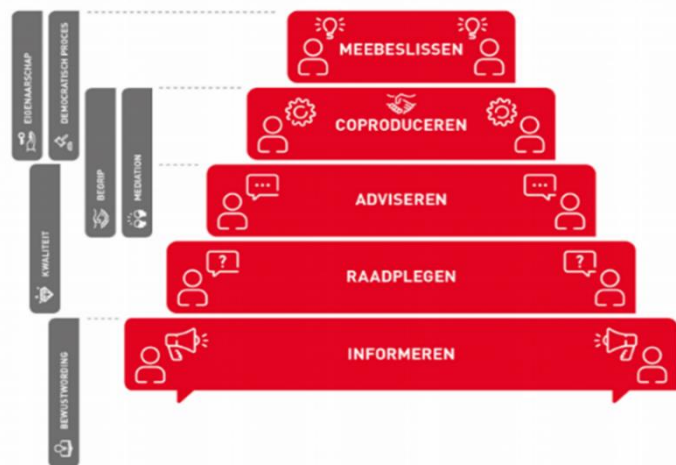 EIGENAARSCHAP
DEMOCRATISCH PROCES
BEGRIP
MEDIATION
KWALITEIT
BEWUSTWORDING
MEEBESLISSEN
COPRODUCEREN
ADVISEREN
...
...
RAADPLEGEN
?
?
INFORMEREN